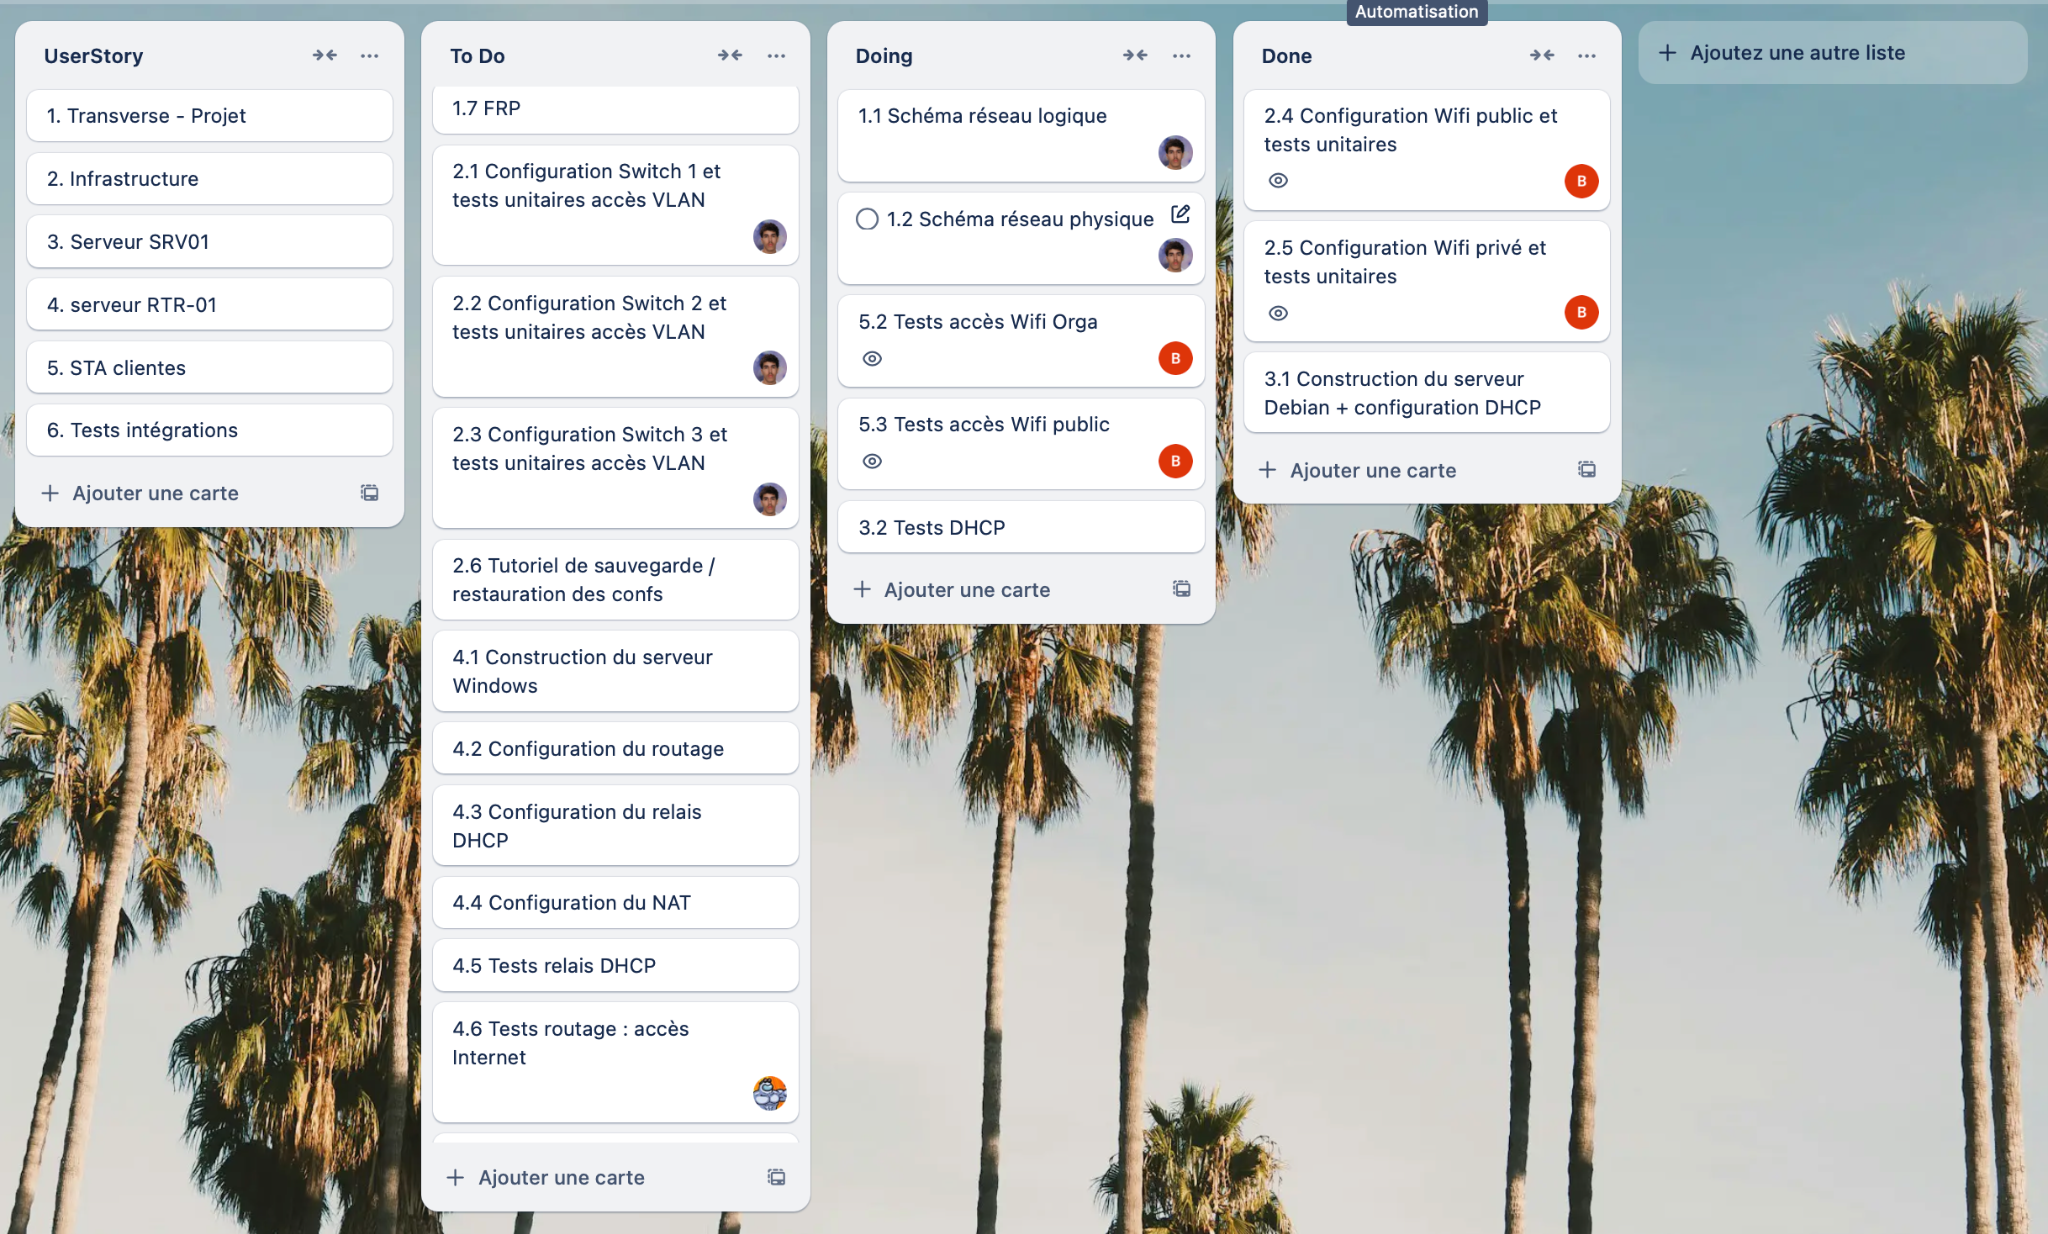 Automatisation
UserStory
1. Transverse - Projet
2. Infrastructure
3. Serveur SRV01
4. serveur RTR-01
5. STA clientes
6. Tests intégrations
Ajouter une carte
To Do
1.7 FRP
2.1 Configuration Switch 1 et
tests unitaires accès VLAN
2.2 Configuration Switch 2 et
tests unitaires accès VLAN
2.3 Configuration Switch 3 et
tests unitaires accès VLAN
2.6 Tutoriel de sauvegarde /
restauration des confs
4.1 Construction du serveur
Windows
4.2 Configuration du routage
4.3 Configuration du relais
DHCP
4.4 Configuration du NAT
4.5 Tests relais DHCP
4.6 Tests routage : accès
Internet
Ajouter une carte
Doing
1.1 Schéma réseau logique
1.2 Schéma réseau physique
5.2 Tests accès Wifi Orga
B
5.3 Tests accès Wifi public
B
3.2 Tests DHCP
Ajouter une carte
Done
2.4 Configuration Wifi public et
tests unitaires
B
2.5 Configuration Wifi privé et
tests unitaires
B
3.1 Construction du serveur
Debian + configuration DHCP
Ajouter une carte
Ajoutez une autre liste